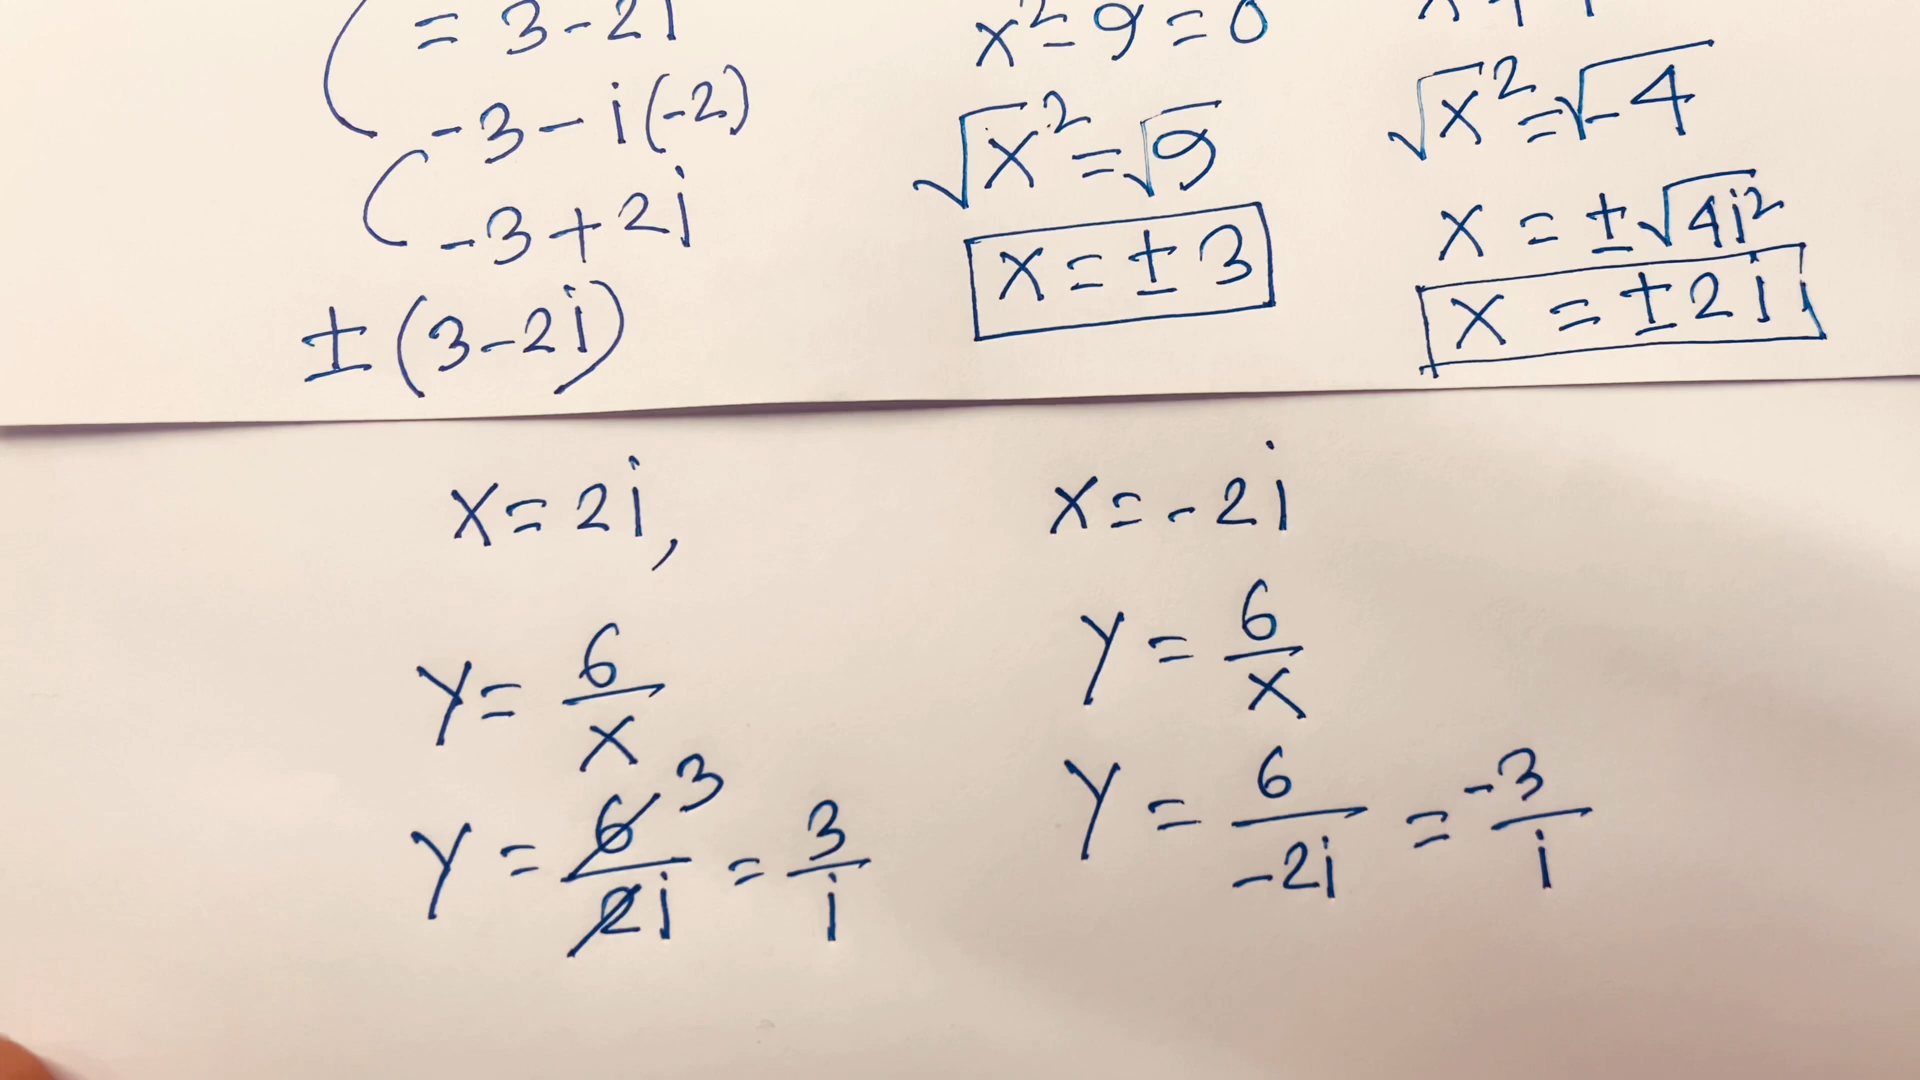 = 3 - 2i
-3 - i(-2)
-3 + 2i
± (3 - 2i)
x² - 9 = 0
√x² = √9
x = ± 3
√x² = √-4
x = ± √4i²
x = ± 2i
x = 2i,
y = 6/x
y = 6/2i 3 = 3/i
x = -2i
y = 6/x
y = 6/-2i = -3/i